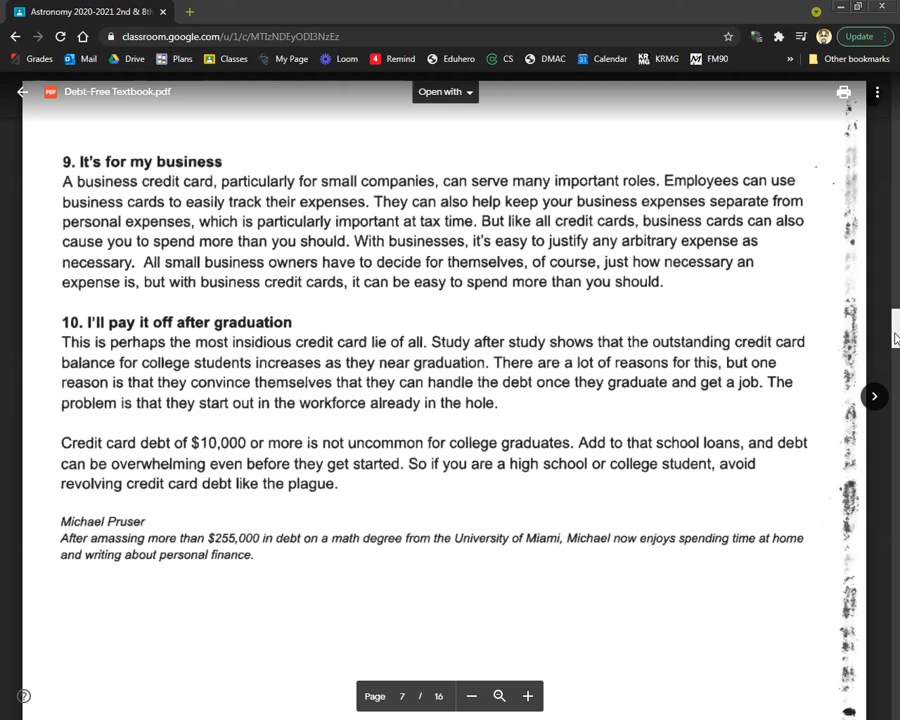 Astronomy 2020-2021 2nd & 8th
classroom.google.com/u/1/c/
Update
Grades Mail Drive Plans Classes My Page Loom Remind Eduhero CS DMAC Calendar KRMG FM90 » Other bookmarks
PDF Debt-Free Textbook.pdf
Open with
9. It's for my business
A business credit card, particularly for small companies, can serve many important roles. Employees can use
business cards to easily track their expenses. They can also help keep your business expenses separate from
personal expenses, which is particularly important at tax time. But like all credit cards, business cards can also
cause you to spend more than you should. With businesses, it's easy to justify any arbitrary expense as
necessary. All small business owners have to decide for themselves, of course, just how necessary an
expense is, but with business credit cards, it can be easy to spend more than you should.
10. I'll pay it off after graduation
This is perhaps the most insidious credit card lie of all. Study after study shows that the outstanding credit card
balance for college students increases as they near graduation. There are a lot of reasons for this, but one
reason is that they convince themselves that they can handle the debt once they graduate and get a job. The
problem is that they start out in the workforce already in the hole.
Credit card debt of $10,000 or more is not uncommon for college graduates. Add to that school loans, and debt
can be overwhelming even before they get started. So if you are a high school or college student, avoid
revolving credit card debt like the plague.
Michael Pruser
After amassing more than $255,000 in debt on a math degree from the University of Miami, Michael now enjoys spending time at home
and writing about personal finance.
Page 7 / 16